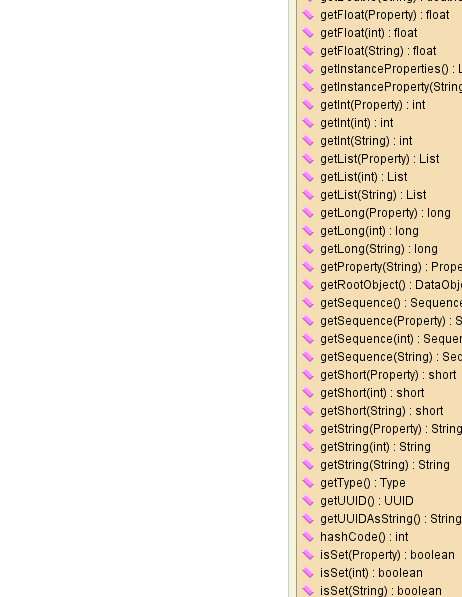 getFloat(Property) : float
getFloat(int) : float
getFloat(String) : float
getInstanceProperties() : L
getInstanceProperty(String
getInt(Property) : int
getInt(int) : int
getInt(String) : int
getList(Property) : List
getList(int) : List
getList(String) : List
getLong(Property) : long
getLong(int) : long
getLong(String) : long
getProperty(String) : Prope
getRootObject() : DataObje
getSequence() : Sequence
getSequence(Property) : S
getSequence(int) : Sequen
getSequence(String) : Seq
getShort(Property) : short
getShort(int) : short
getShort(String) : short
getString(Property) : String
getString(int) : String
getString(String) : String
getType() : Type
getUUID() : UUID
getUUIDAsString() : String
hashCode() : int
isSet(Property) : boolean
isSet(int) : boolean
isSet(String) : boolean